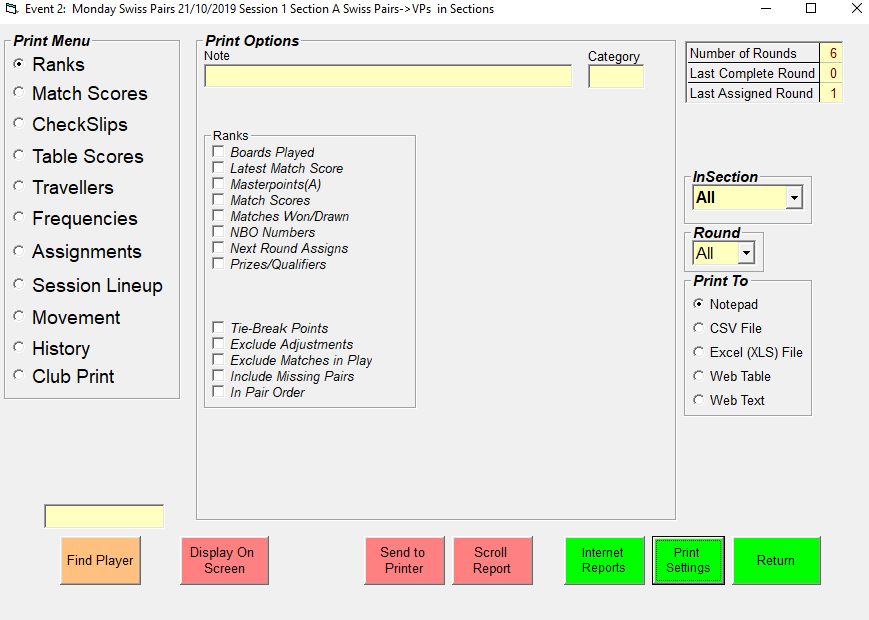 Event 2:  Monday Swiss Pairs 21/10/2019 Session 1 Section A Swiss Pairs->VPs  in Sections
Print Menu
Ranks
Match Scores
CheckSlips
Table Scores
Travellers
Frequencies
Assignments
Session Lineup
Movement
History
Club Print
Print Options
Note
Category
Ranks
Boards Played
Latest Match Score
Masterpoints(A)
Match Scores
Matches Won/Drawn
NBO Numbers
Next Round Assigns
Prizes/Qualifiers
Tie-Break Points
Exclude Adjustments
Exclude Matches in Play
Include Missing Pairs
In Pair Order
Number of Rounds 6
Last Complete Round 0
Last Assigned Round 1
InSection
All
Round
All
Print To
Notepad
CSV File
Excel (XLS) File
Web Table
Web Text
Find Player
Display On
Screen
Send to
Printer
Scroll
Report
Internet
Reports
Print
Settings
Return